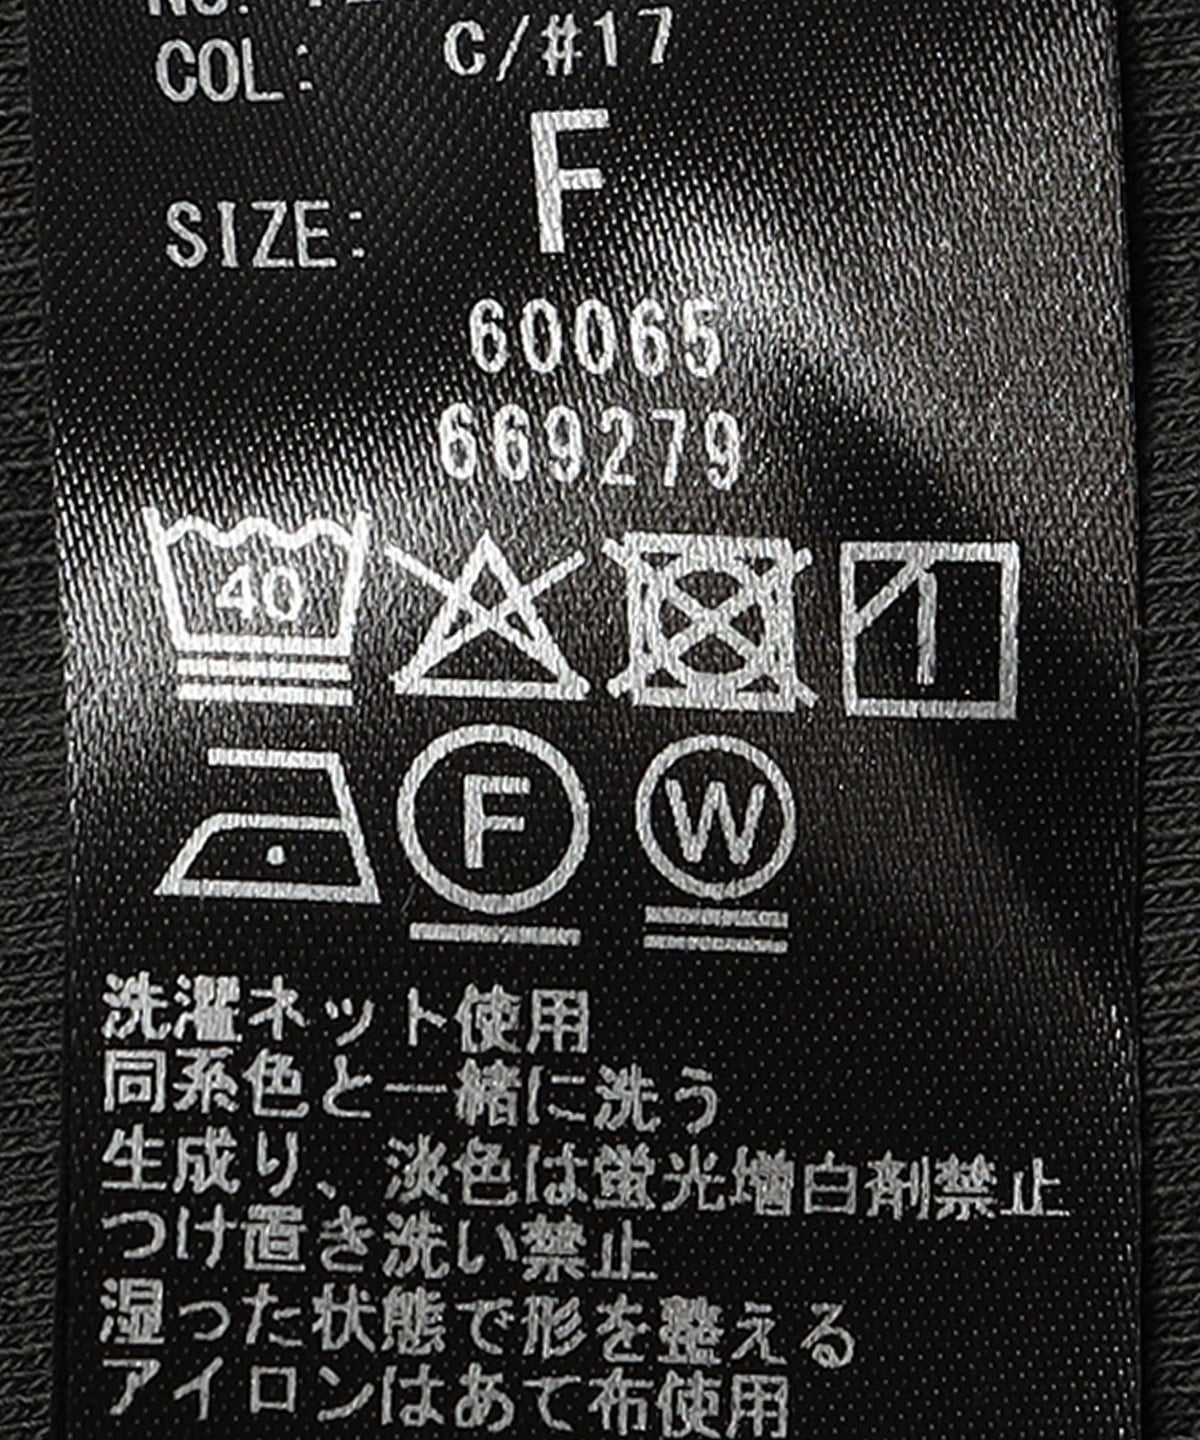 COL: C/#17
SIZE: F
60065
669279
40
F W
洗濯ネット使用
同系色と一緒に洗う
生成り、淡色は蛍光増白剤禁止
つけ置き洗い禁止
湿った状態で形を整える
アイロンはあて布使用